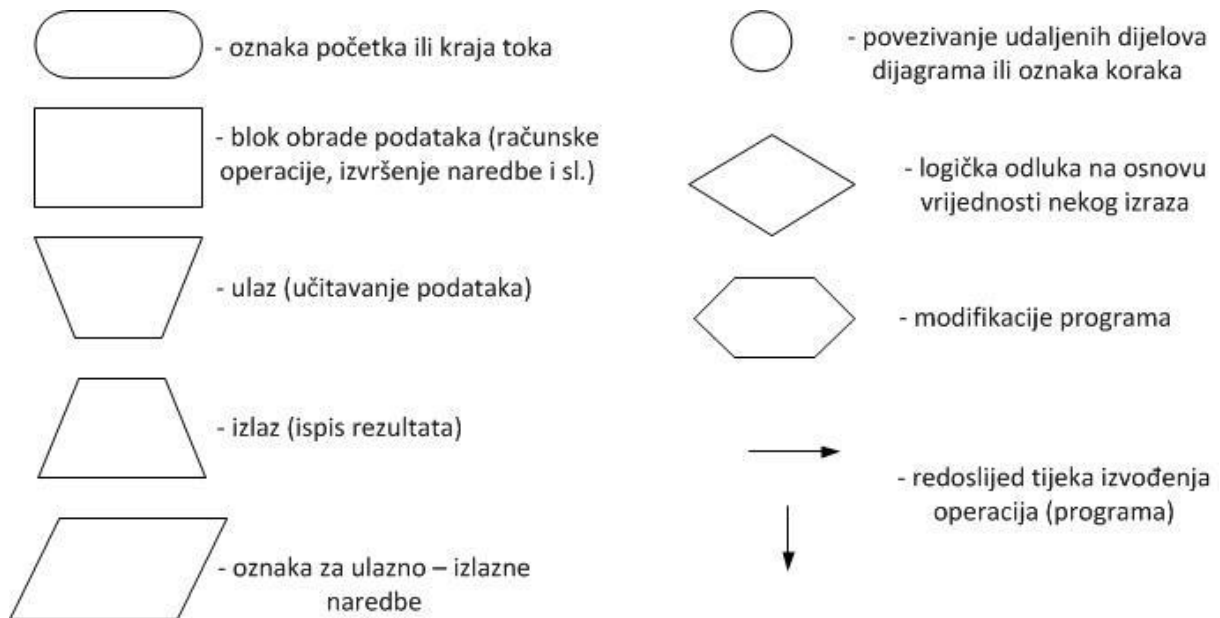 - oznaka početka ili kraja toka
- blok obrade podataka (računske
operacije, izvršenje naredbe i sl.)
- ulaz (učitavanje podataka)
- izlaz (ispis rezultata)
- oznaka za ulazno – izlazne
naredbe
- povezivanje udaljenih dijelova
dijagrama ili oznaka koraka
- logička odluka na osnovu
vrijednosti nekog izraza
- modifikacije programa
- redoslijed tijeka izvođenja
operacija (programa)